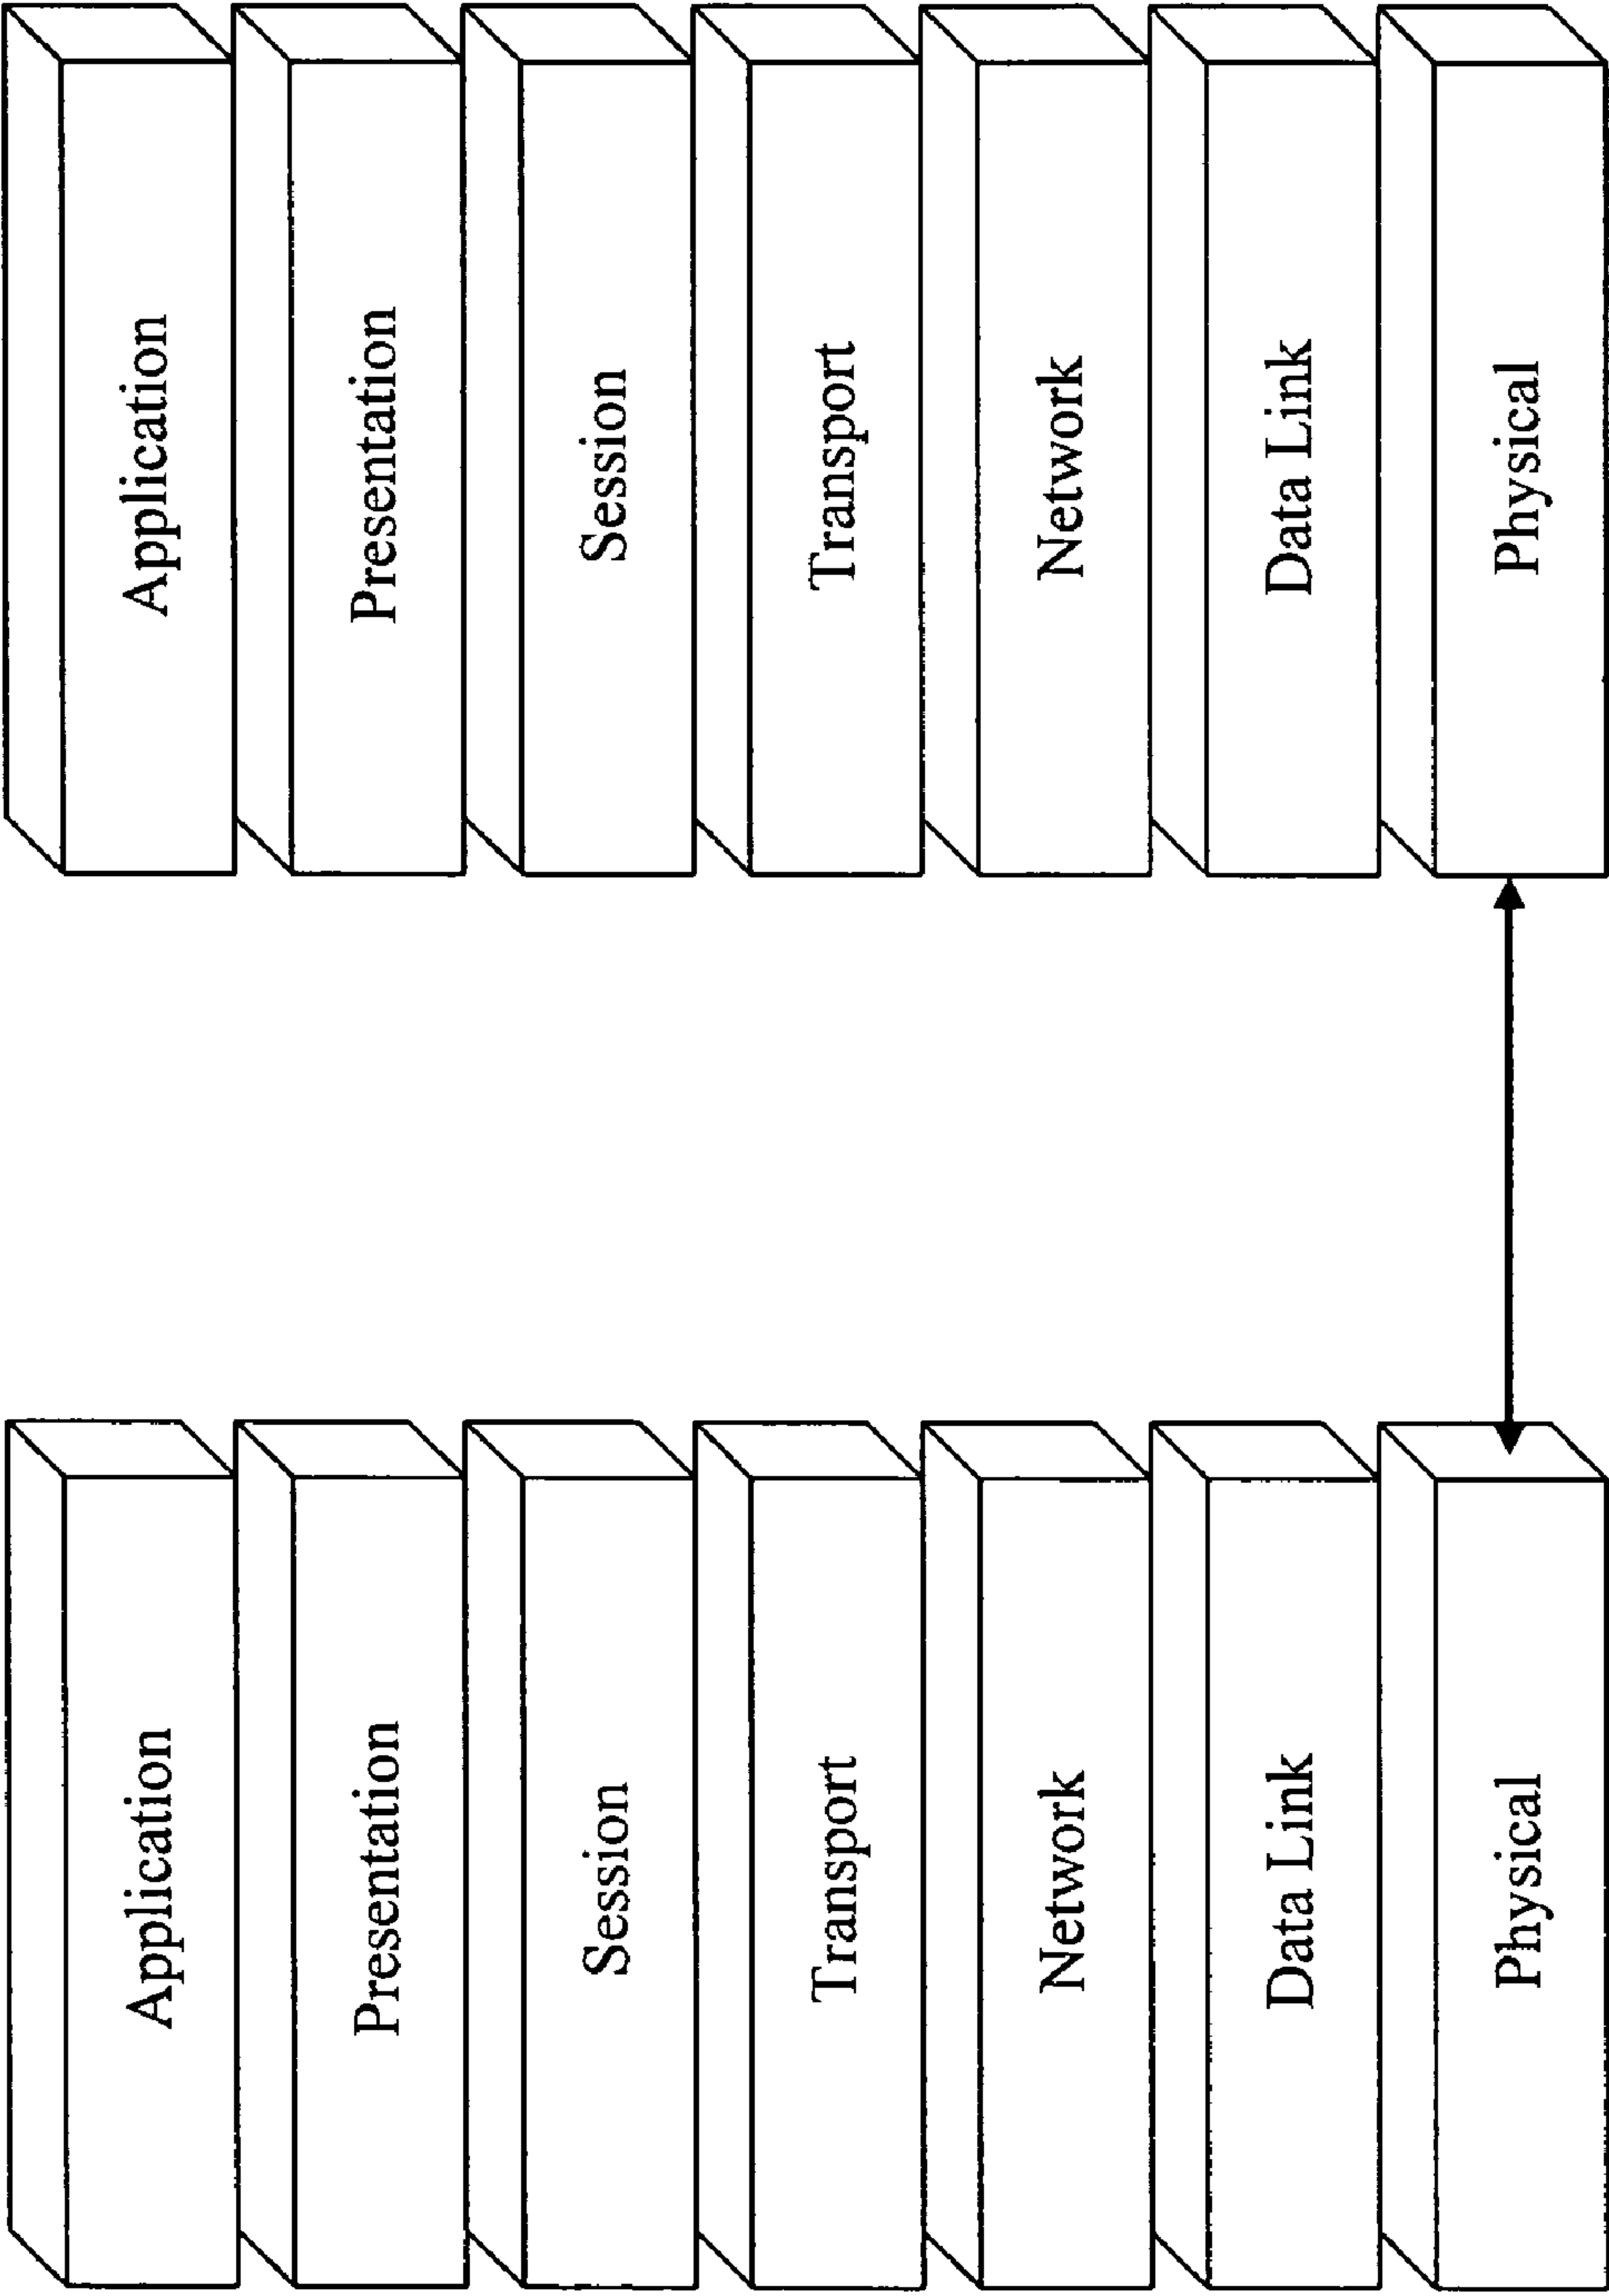 Application
Presentation
Session
Transport
Network
Data Link
Physical
Application
Presentation
Session
Transport
Network
Data Link
Physical